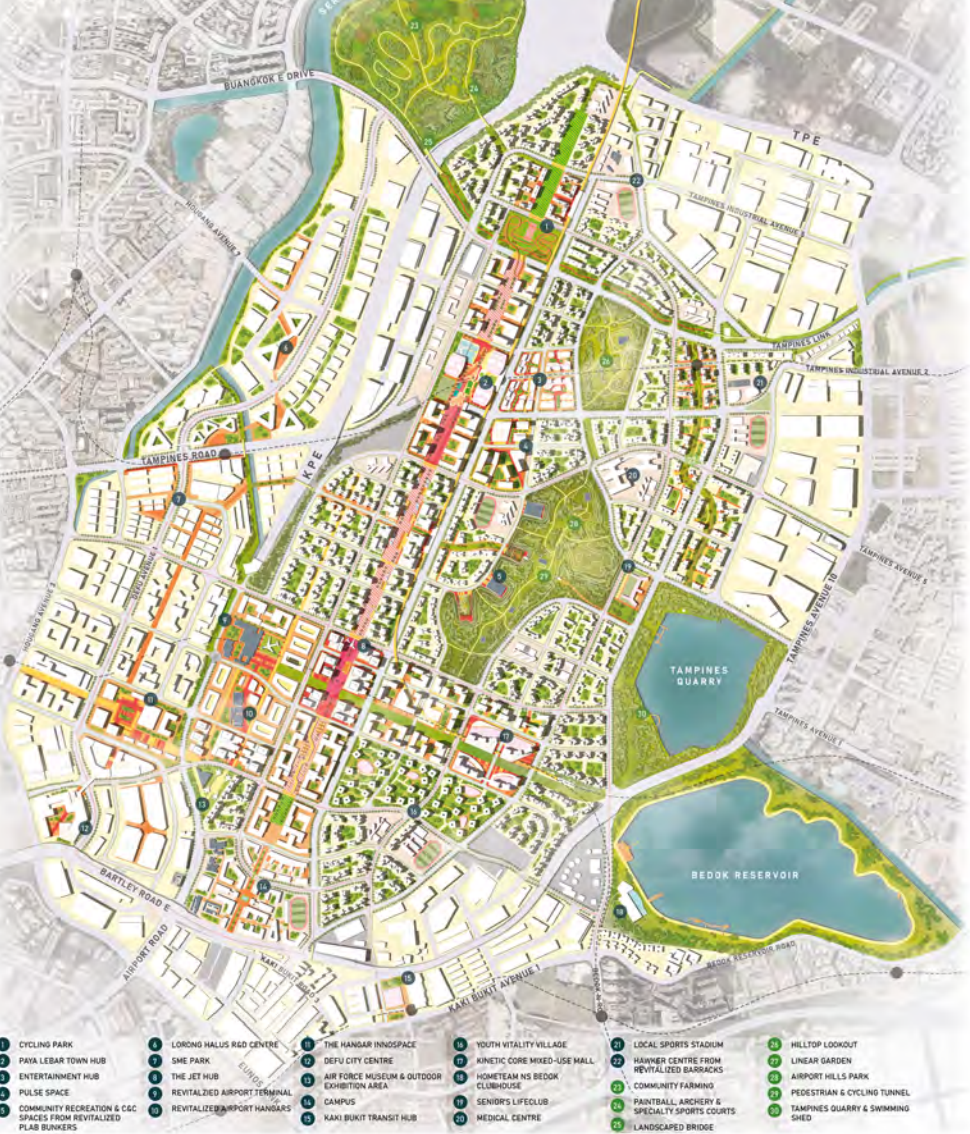 SER
BUANGKOK E DRIVE
TPE
HOUGANG AVENUE 7
TAMPINES INDUSTRIAL AVENUE
TAMPINES LINK
TAMPINES INDUSTRIAL AVENUE 2
TAMPINES ROAD
KPE
DEFU AVENUE 1
HOUGANG AVENUE 3
TAMPINES AVENUE 10
TAMPINES
QUARRY
TAMPINES AVENUE
BEDOK RESERVOIR
BARTLEY ROAD E
AIRPORT ROAD
KAKI BUKIT ROAD
KAKI BUKIT AVENUE 1
BEDOK RESERVOIR ROAD
EUNOS
1 CYCLING PARK
2 PAYA LEBAR TOWN HUB
3 ENTERTAINMENT HUB
4 PULSE SPACE
5 COMMUNITY RECREATION & C&C
SPACES FROM REVITALIZED
PLAB BUNKERS
6 LORONG HALUS R&D CENTRE
7 SME PARK
8 THE JET HUB
9 REVITALZIED AIRPORT TERMINAL
10 REVITALIZED AIRPORT HANGARS
11 THE HANGAR INNOSPACE
12 DEFU CITY CENTRE
13 AIR FORCE MUSEUM & OUTDOOR
EXHIBITION AREA
14 CAMPUS
15 KAKI BUKIT TRANSIT HUB
16 YOUTH VITALITY VILLAGE
17 KINETIC CORE MIXED-USE MALL
18 HOMETEAM NS BEDOK
CLUBHOUSE
19 SENIORS LIFECLUB
20 MEDICAL CENTRE
21 LOCAL SPORTS STADIUM
22 HAWKER CENTRE FROM
REVITALIZED BARRACKS
23 COMMUNITY FARMING
24 PAINTBALL, ARCHERY &
SPECIALTY SPORTS COURTS
25 LANDSCAPED BRIDGE
26 HILLTOP LOOKOUT
27 LINEAR GARDEN
28 AIRPORT HILLS PARK
29 PEDESTRIAN & CYCLING TUNNEL
30 TAMPINES QUARRY & SWIMMING
SHED